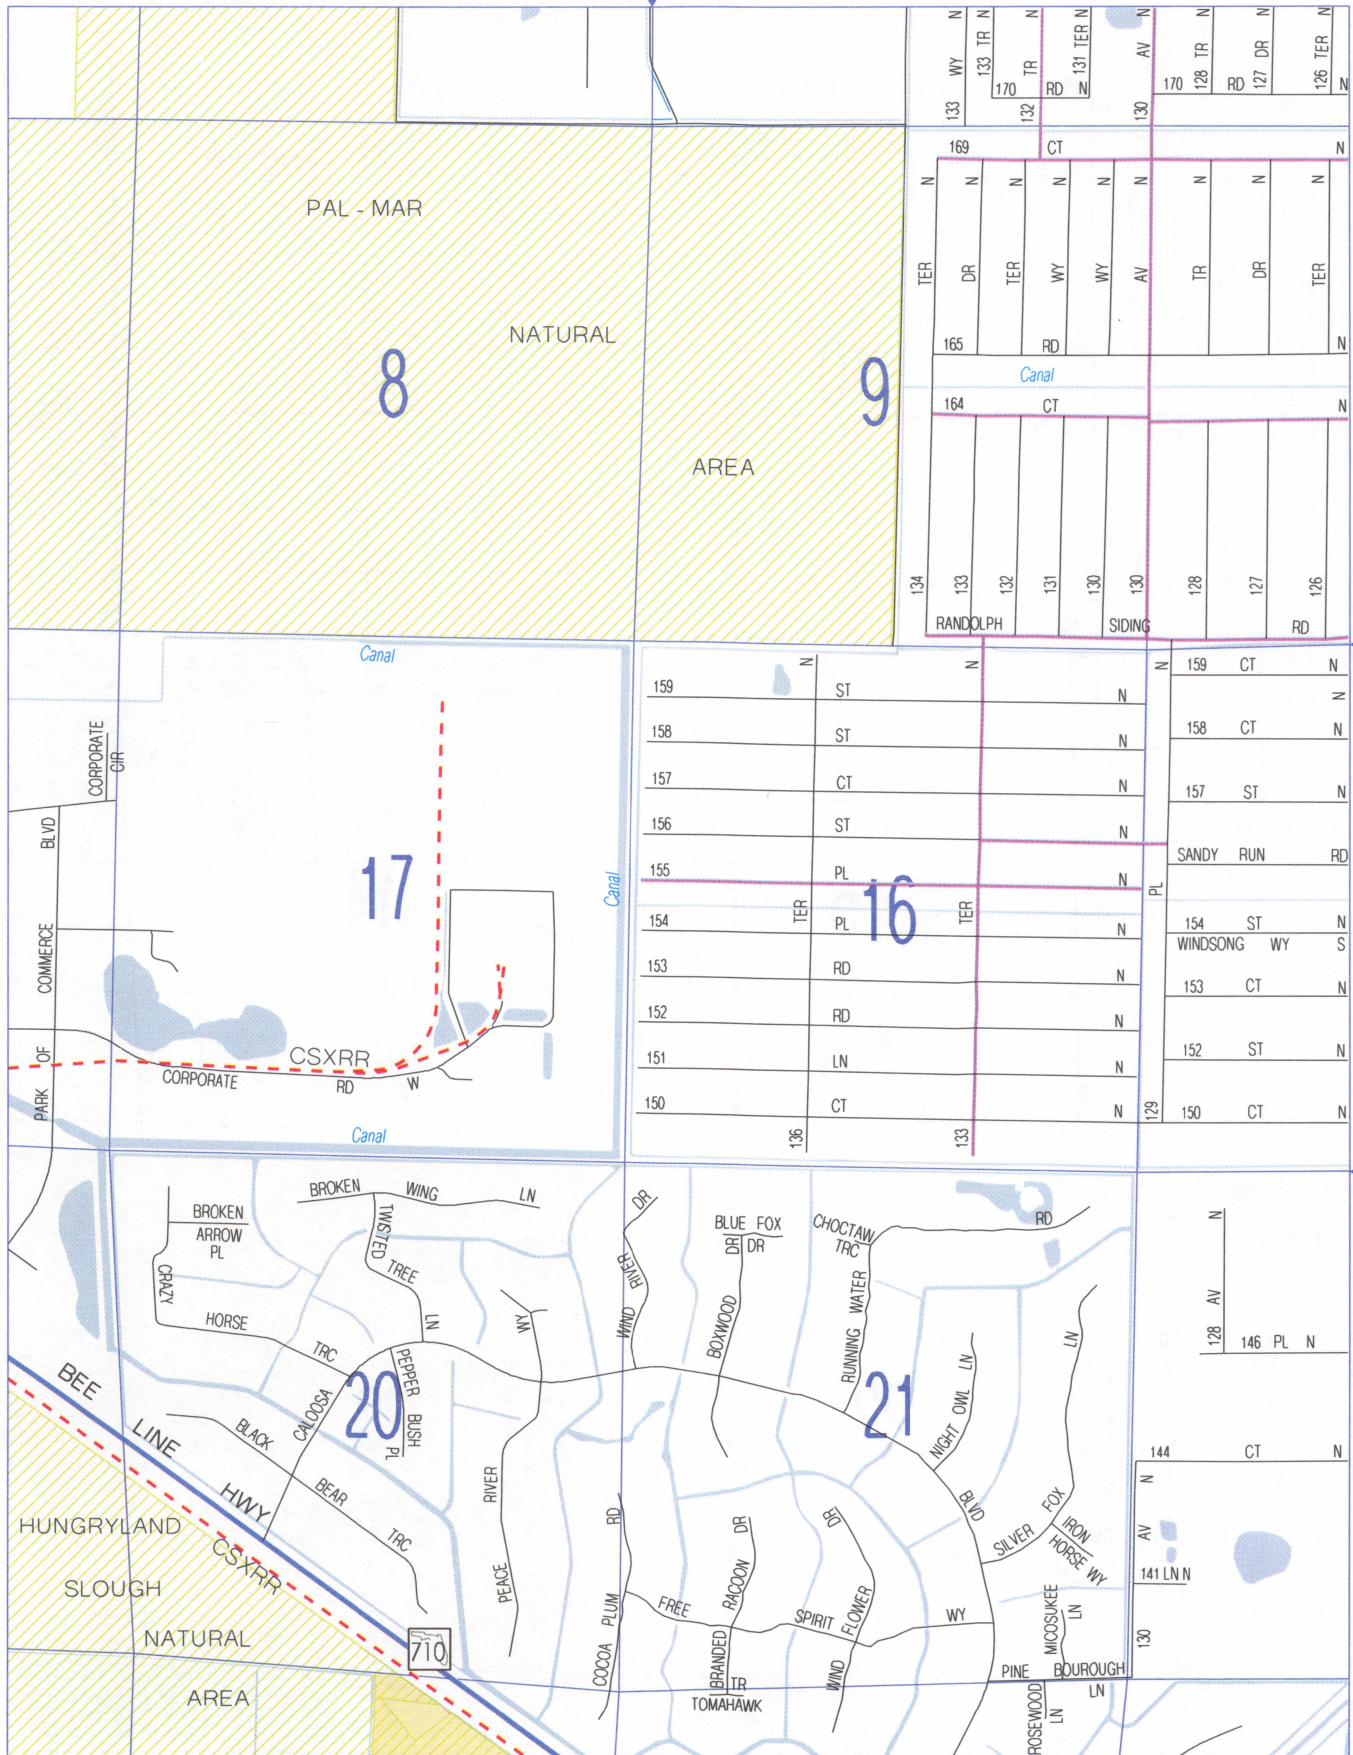 133 WY N
133 TR N
132 TR N
131 TER N
130 AV N
128 TR N
127 DR N
126 TER N
170 RD N
170 RD N
169 CT N
PAL - MAR
NATURAL
AREA
8
9
134 TER N
133 DR N
132 TER N
131 WY N
130 WY N
130 AV N
128 TR N
127 DR N
126 TER N
165 RD N
Canal
164 CT N
RANDOLPH SIDING RD
Canal
CORPORATE
CIR
PARK OF COMMERCE BLVD
17
Canal
CSXRR
CORPORATE RD W
Canal
136 TER N
133 TER N
129 PL N
159 ST N
158 ST N
157 CT N
156 ST N
155 PL N
154 PL N
153 RD N
152 RD N
151 LN N
150 CT N
16
159 CT N
N
158 CT N
157 ST N
SANDY RUN RD
154 ST N
WINDSONG WY S
153 CT N
152 ST N
150 CT N
BROKEN
ARROW
PL
BROKEN WING LN
TWISTED TREE LN
CRAZY HORSE TRC
CALOOSA BLVD
PEPPER BUSH PL
BLACK BEAR TRC
20
PEACE RIVER WY
WIND RIVER DR
BLUE FOX
DR
BOXWOOD DR
CHOCTAW
TRC
RD
RUNNING WATER
21
NIGHT OWL LN
SILVER FOX LN
IRON
HORSE WY
128 AV N
146 PL N
144 CT N
130 AV N
141 LN N
MICOSUKEE
LN
PINE BOUROUGH
LN
ROSEWOOD
LN
COCOA PLUM RD
FREE SPIRIT WY
BRANDED
TR
RACOON DR
TOMAHAWK
WIND FLOWER DR
BEE LINE HWY
CSXRR
710
HUNGRYLAND
SLOUGH
NATURAL
AREA